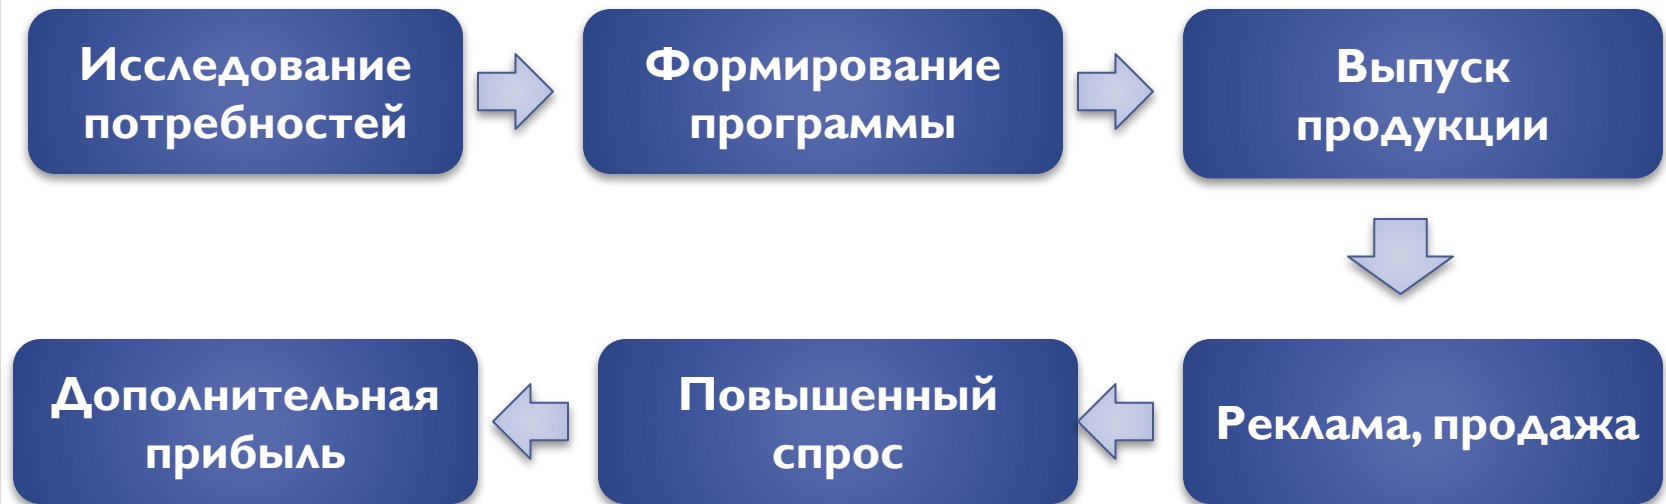 Исследование
потребностей
Формирование
программы
Выпуск
продукции
Дополнительная
прибыль
Повышенный
спрос
Реклама, продажа